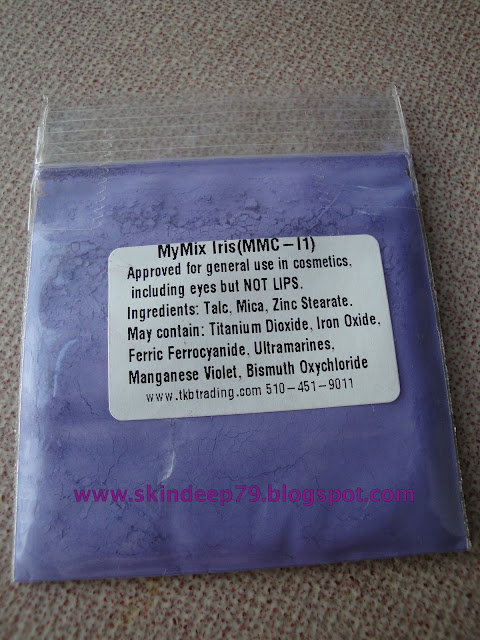 MyMix Iris(MMC-I1)
Approved for general use in cosmetics,
including eyes but NOT LIPS.
Ingredients: Talc, Mica, Zinc Stearate.
May contain: Titanium Dioxide, Iron Oxide,
Ferric Ferrocyanide, Ultramarines,
Manganese Violet, Bismuth Oxychloride
www.tkbtrading.com 510-451-9011
www.skindeep79.blogspot.com